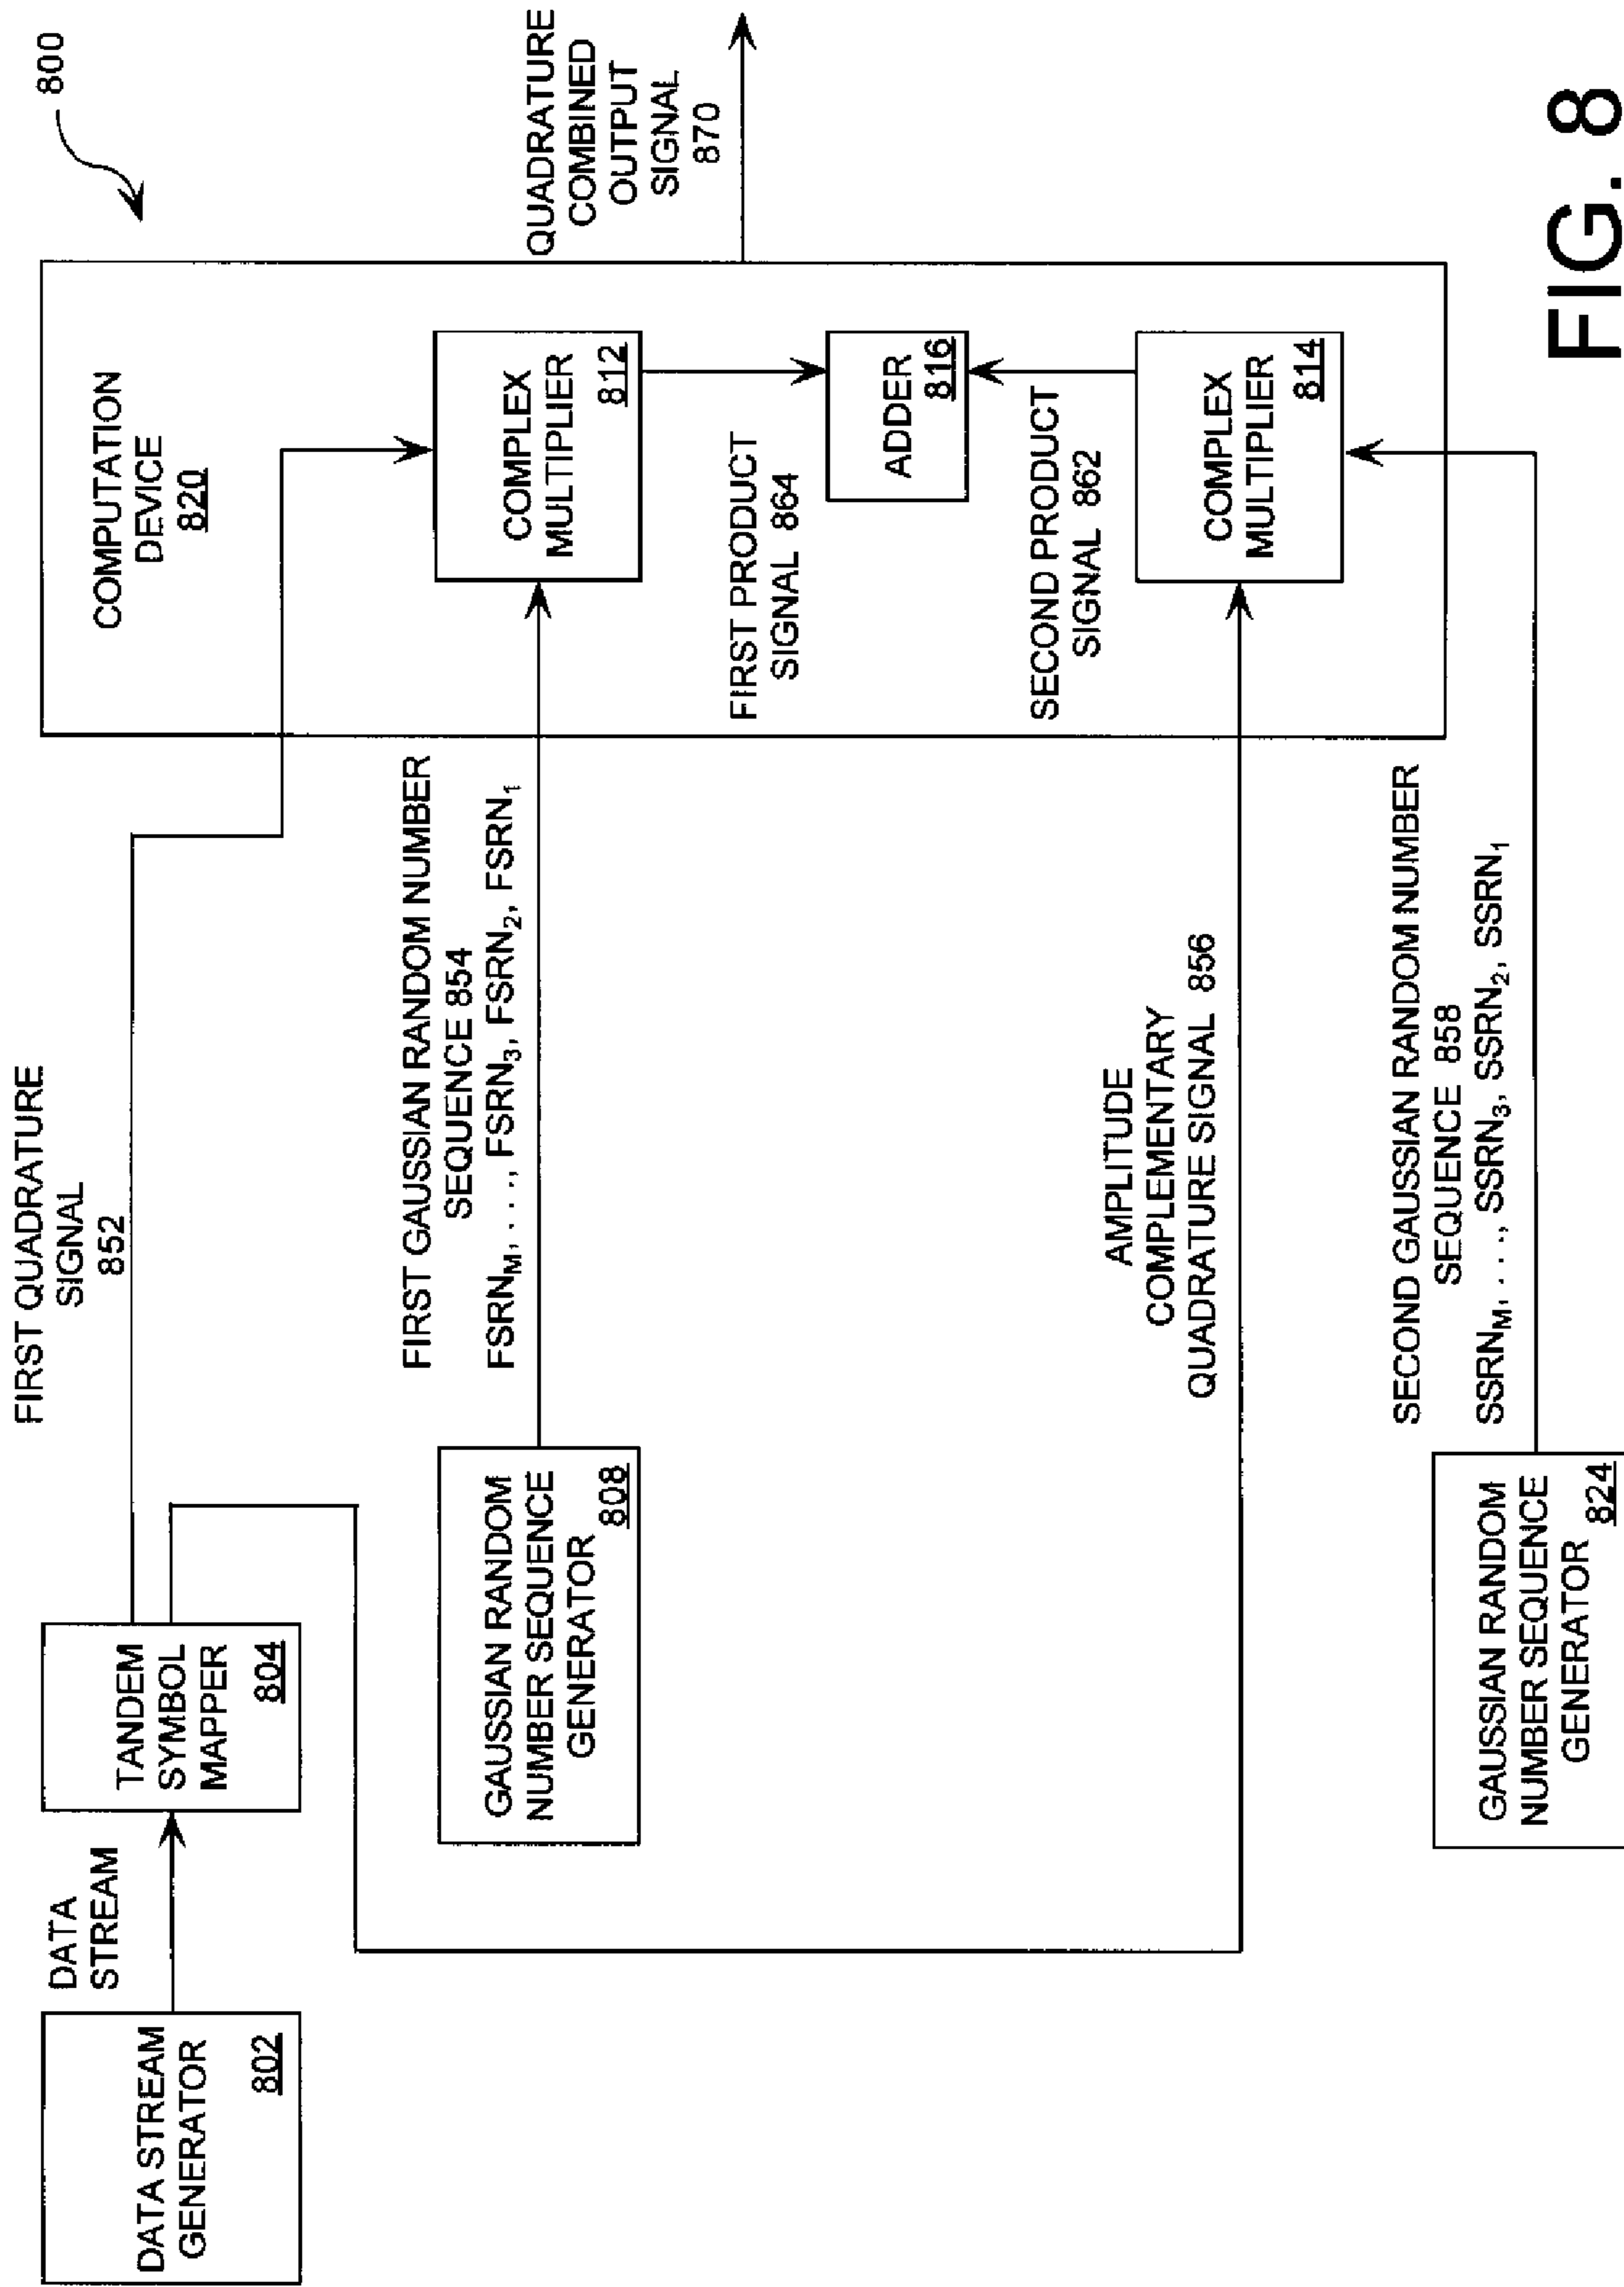 800
FIRST QUADRATURE
SIGNAL
852
DATA
STREAM
DATA STREAM
GENERATOR
802
TANDEM
SYMBOL
MAPPER
804
COMPUTATION
DEVICE
820
FIRST GAUSSIAN RANDOM NUMBER
SEQUENCE 854
FSRN_M, . . ., FSRN_3, FSRN_2, FSRN_1
GAUSSIAN RANDOM
NUMBER SEQUENCE
GENERATOR
808
COMPLEX
MULTIPLIER
812
QUADRATURE
COMBINED
OUTPUT
SIGNAL
870
FIRST PRODUCT
SIGNAL 864
ADDER
816
SECOND PRODUCT
SIGNAL 862
AMPLITUDE
COMPLEMENTARY
QUADRATURE SIGNAL 856
COMPLEX
MULTIPLIER
814
SECOND GAUSSIAN RANDOM NUMBER
SEQUENCE 858
SSRN_M, . . ., SSRN_3, SSRN_2, SSRN_1
GAUSSIAN RANDOM
NUMBER SEQUENCE
GENERATOR
824
FIG. 8